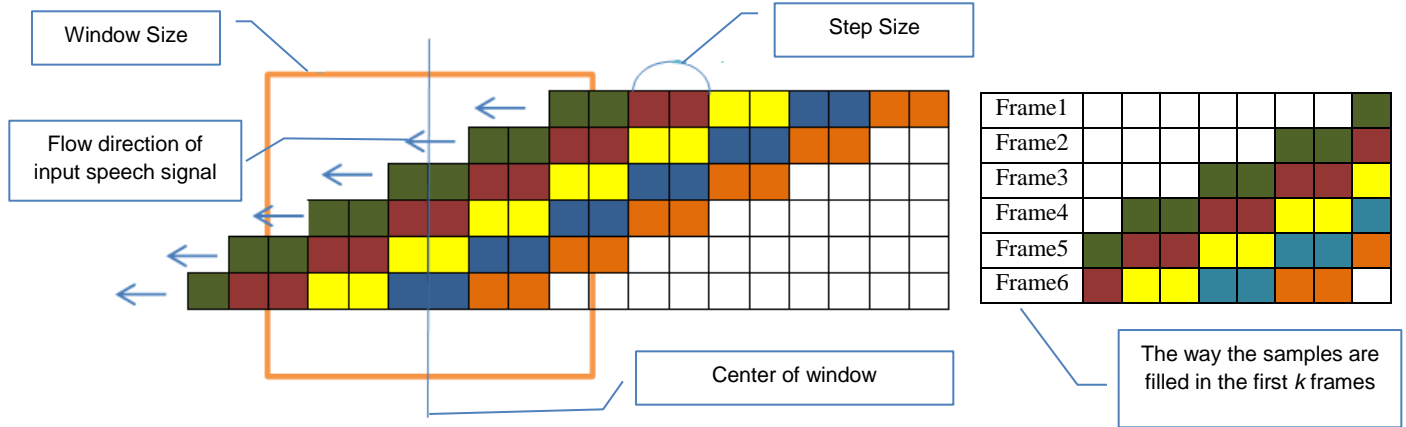 Window Size
Step Size
Flow direction of
input speech signal
Center of window
Frame1
Frame2
Frame3
Frame4
Frame5
Frame6
The way the samples are
filled in the first k frames